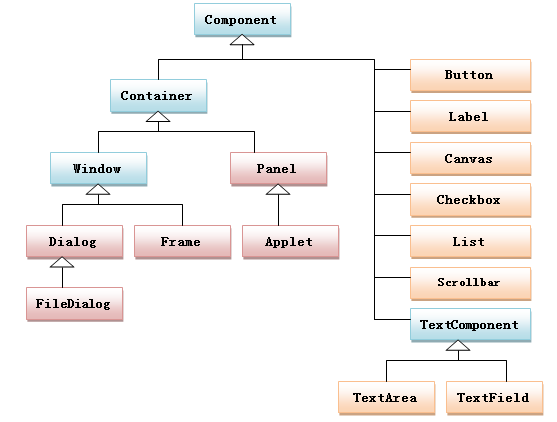 Component
Button
Container
Label
Window
Panel
Canvas
Checkbox
Dialog
Frame
Applet
List
Scrollbar
FileDialog
TextComponent
TextArea
TextField